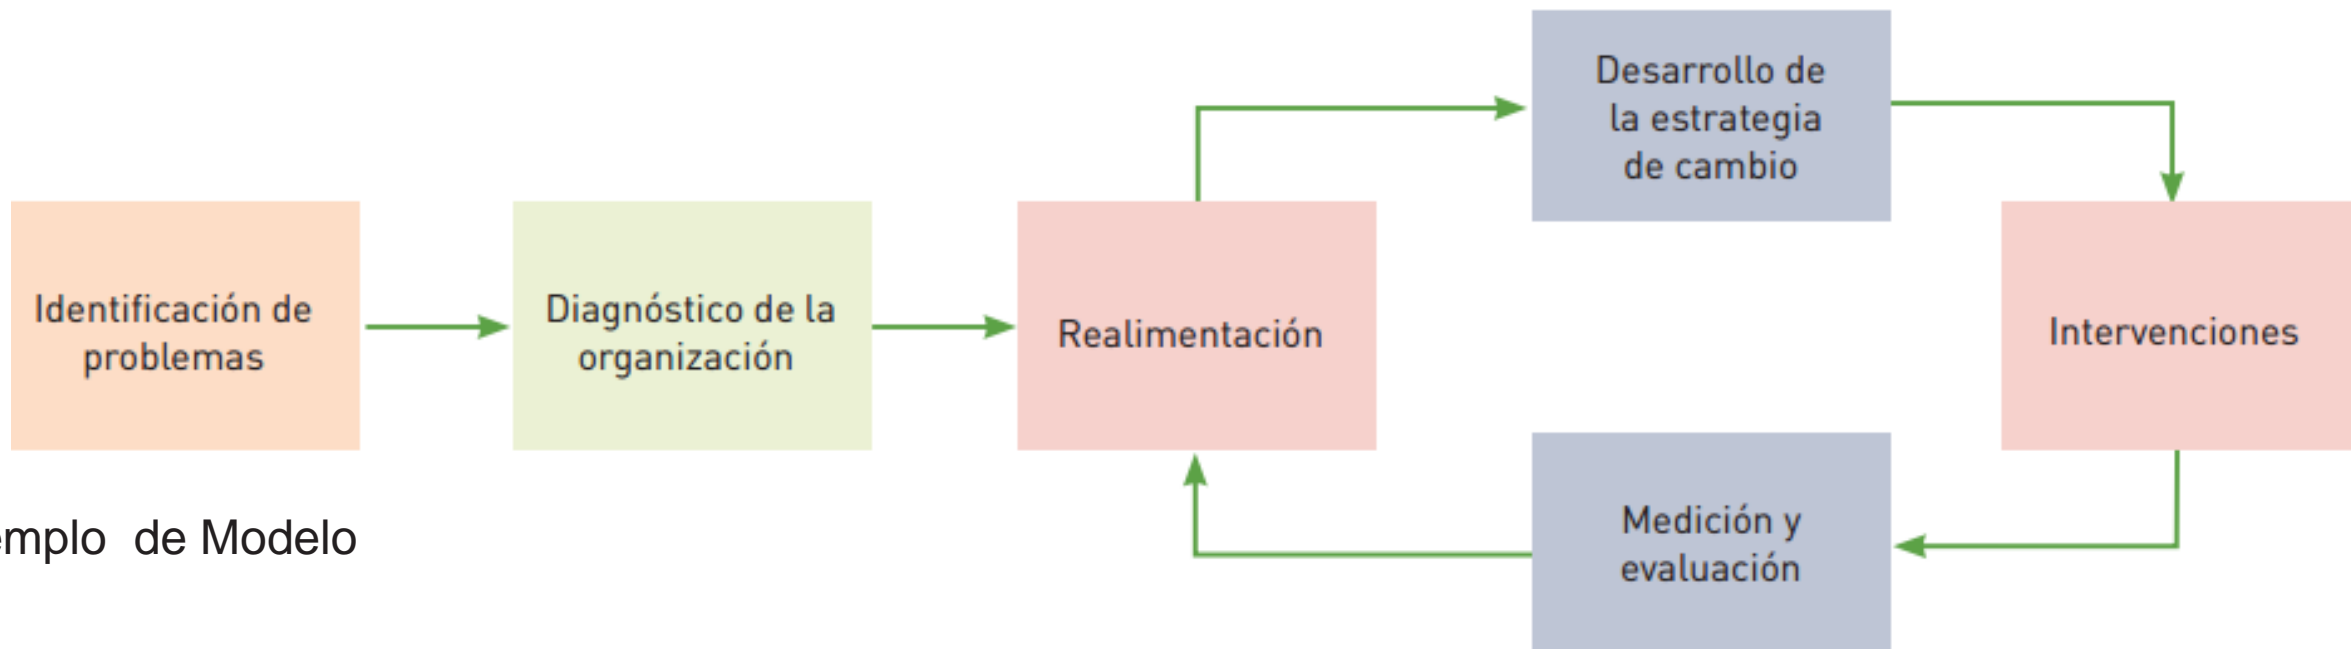 Identificación de
problemas
Diagnóstico de la
organización
Realimentación
Desarrollo de
la estrategia
de cambio
Intervenciones
Medición y
evaluación
emplo de Modelo